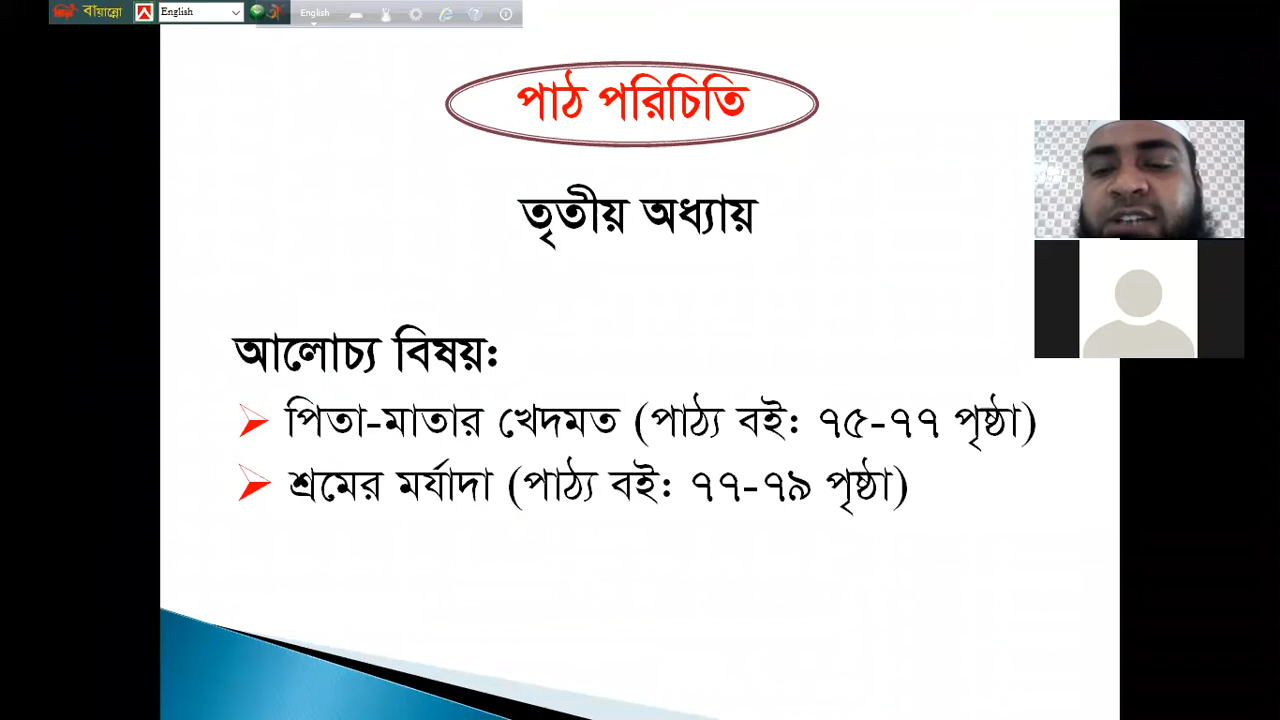 বায়ান্নো English English
পাঠ পরিচিতি
তৃতীয় অধ্যায়
আলোচ্য বিষয়:
পিতা-মাতার খেদমত (পাঠ্য বই: ৭৫-৭৭ পৃষ্ঠা)
শ্রমের মর্যাদা (পাঠ্য বই: ৭৭-৭৯ পৃষ্ঠা)